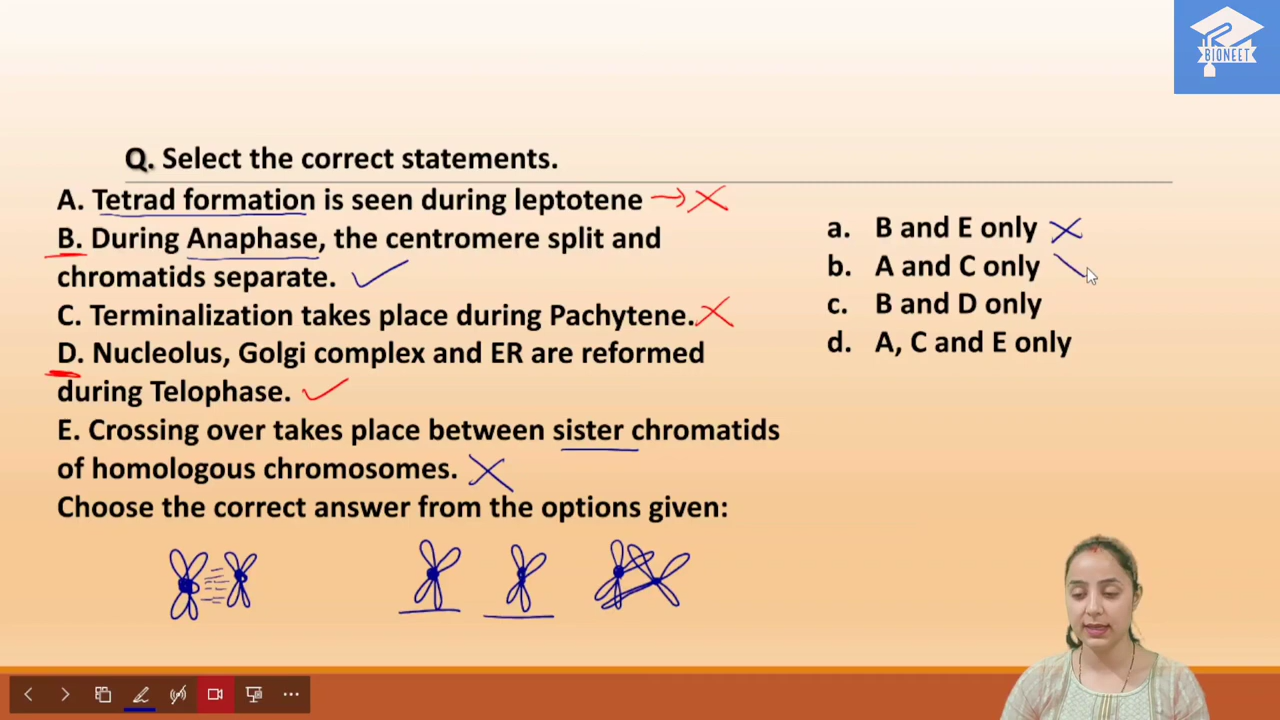 BIONEET
Q. Select the correct statements.
A. Tetrad formation is seen during leptotene
B. During Anaphase, the centromere split and
chromatids separate.
C. Terminalization takes place during Pachytene.
D. Nucleolus, Golgi complex and ER are reformed
during Telophase.
E. Crossing over takes place between sister chromatids
of homologous chromosomes.
Choose the correct answer from the options given:
a. B and E only
b. A and C only
c. B and D only
d. A, C and E only